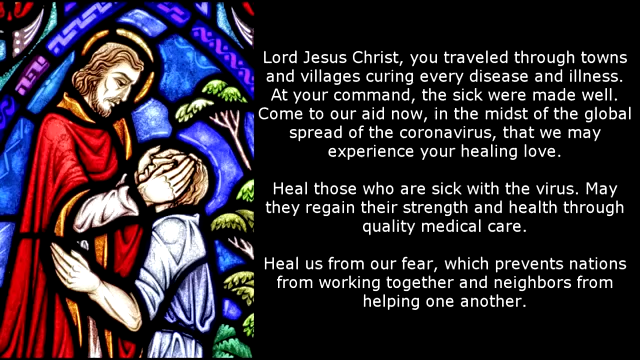 Lord Jesus Christ, you traveled through towns
and villages curing every disease and illness.
At your command, the sick were made well.
Come to our aid now, in the midst of the global
spread of the coronavirus, that we may
experience your healing love.
Heal those who are sick with the virus. May
they regain their strength and health through
quality medical care.
Heal us from our fear, which prevents nations
from working together and neighbors from
helping one another.